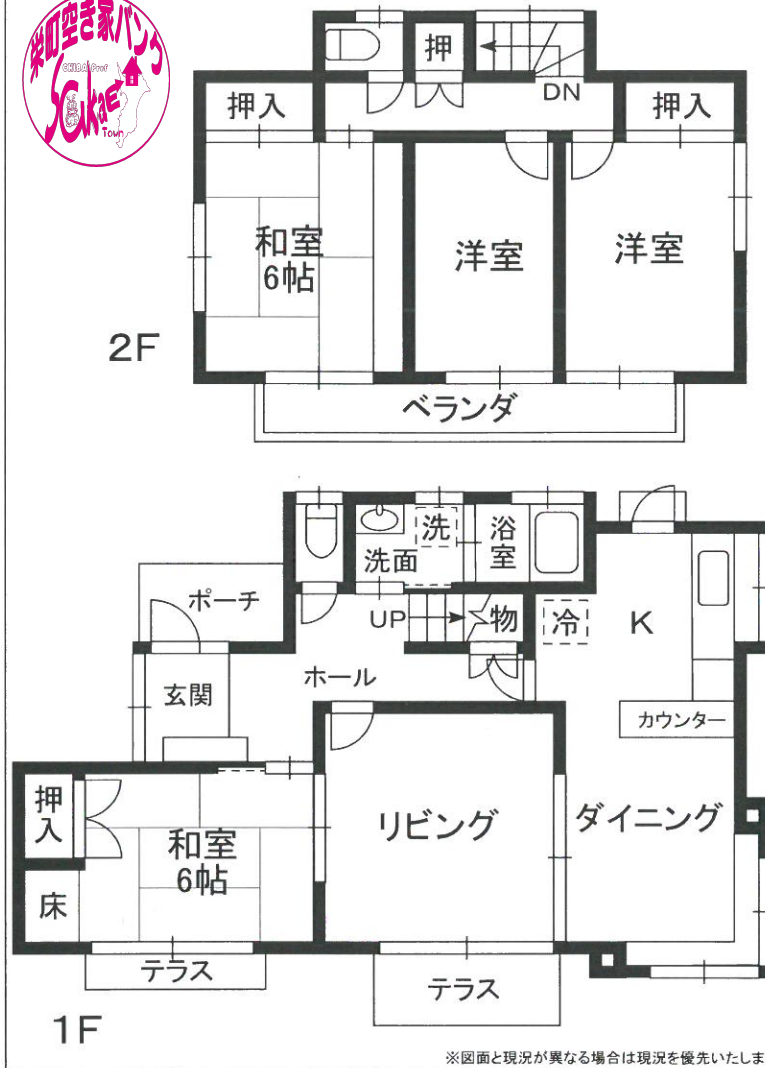 栄町空き家バンク
CHIBA Pref
Sakae
Town
押
DN
押入
押入
和室
6帖
洋室
洋室
2F
ベランダ
洗
浴室
洗面
ポーチ
UP
物
冷
K
ホール
玄関
カウンター
押入
和室
6帖
リビング
ダイニング
床
テラス
テラス
1F
※図面と現況が異なる場合は現況を優先いたしま